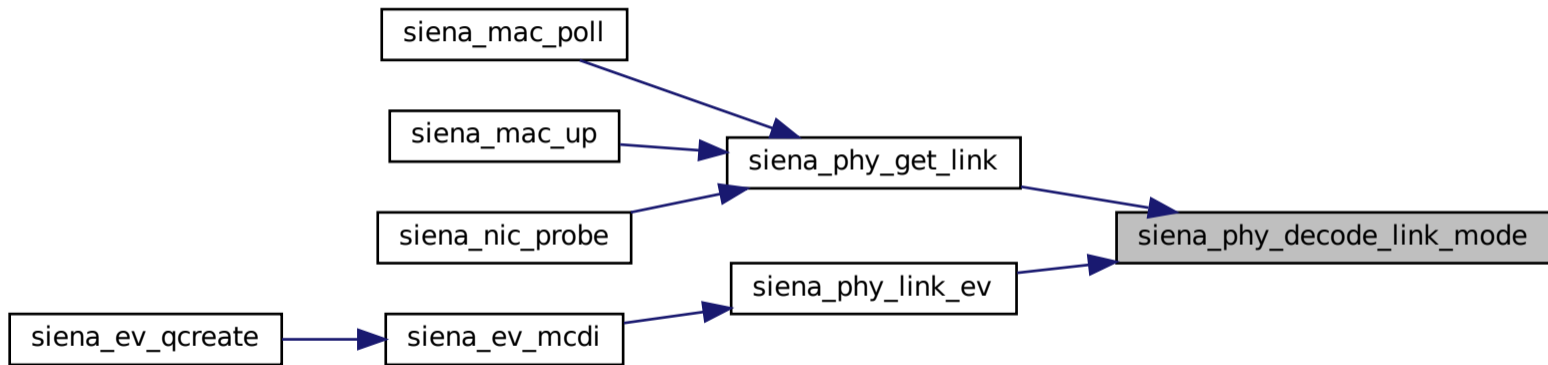 siena_mac_poll
siena_mac_up
siena_phy_get_link
siena_nic_probe
siena_phy_decode_link_mode
siena_phy_link_ev
siena_ev_qcreate
siena_ev_mcdi